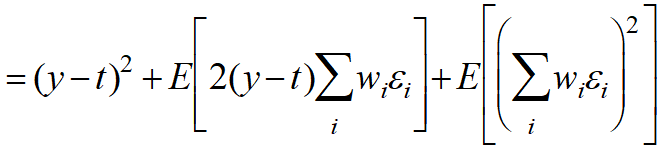 = (y − t)² + E[2(y − t)∑ᵢ wᵢεᵢ] + E[(∑ᵢ wᵢεᵢ)²]